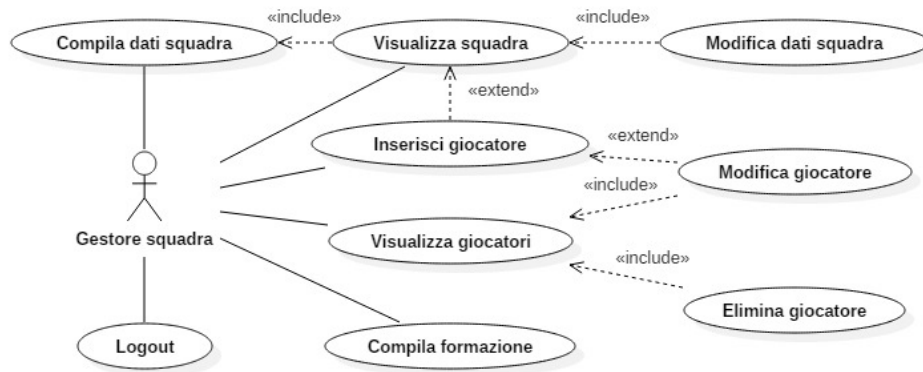 «include»
«include»
Compila dati squadra
Visualizza squadra
Modifica dati squadra
«extend»
Inserisci giocatore
«extend»
Modifica giocatore
«include»
Gestore squadra
Visualizza giocatori
«include»
Elimina giocatore
Logout
Compila formazione